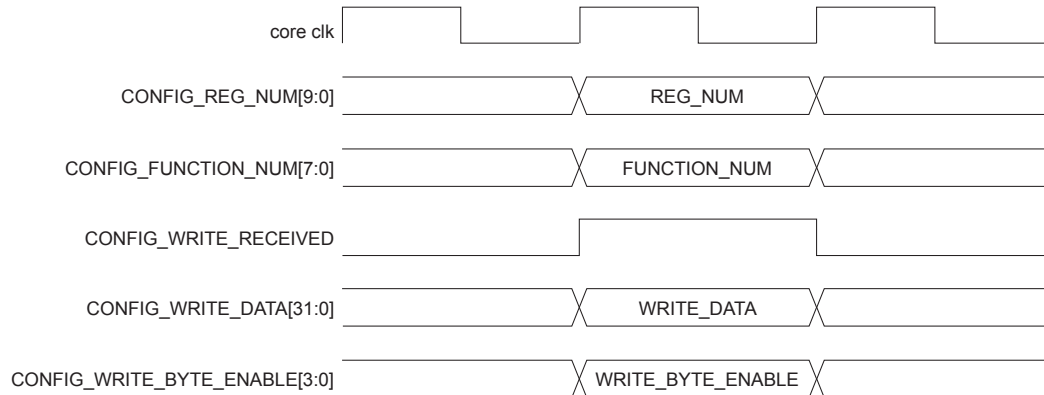 core clk
CONFIG_REG_NUM[9:0] REG_NUM
CONFIG_FUNCTION_NUM[7:0] FUNCTION_NUM
CONFIG_WRITE_RECEIVED
CONFIG_WRITE_DATA[31:0] WRITE_DATA
CONFIG_WRITE_BYTE_ENABLE[3:0] WRITE_BYTE_ENABLE